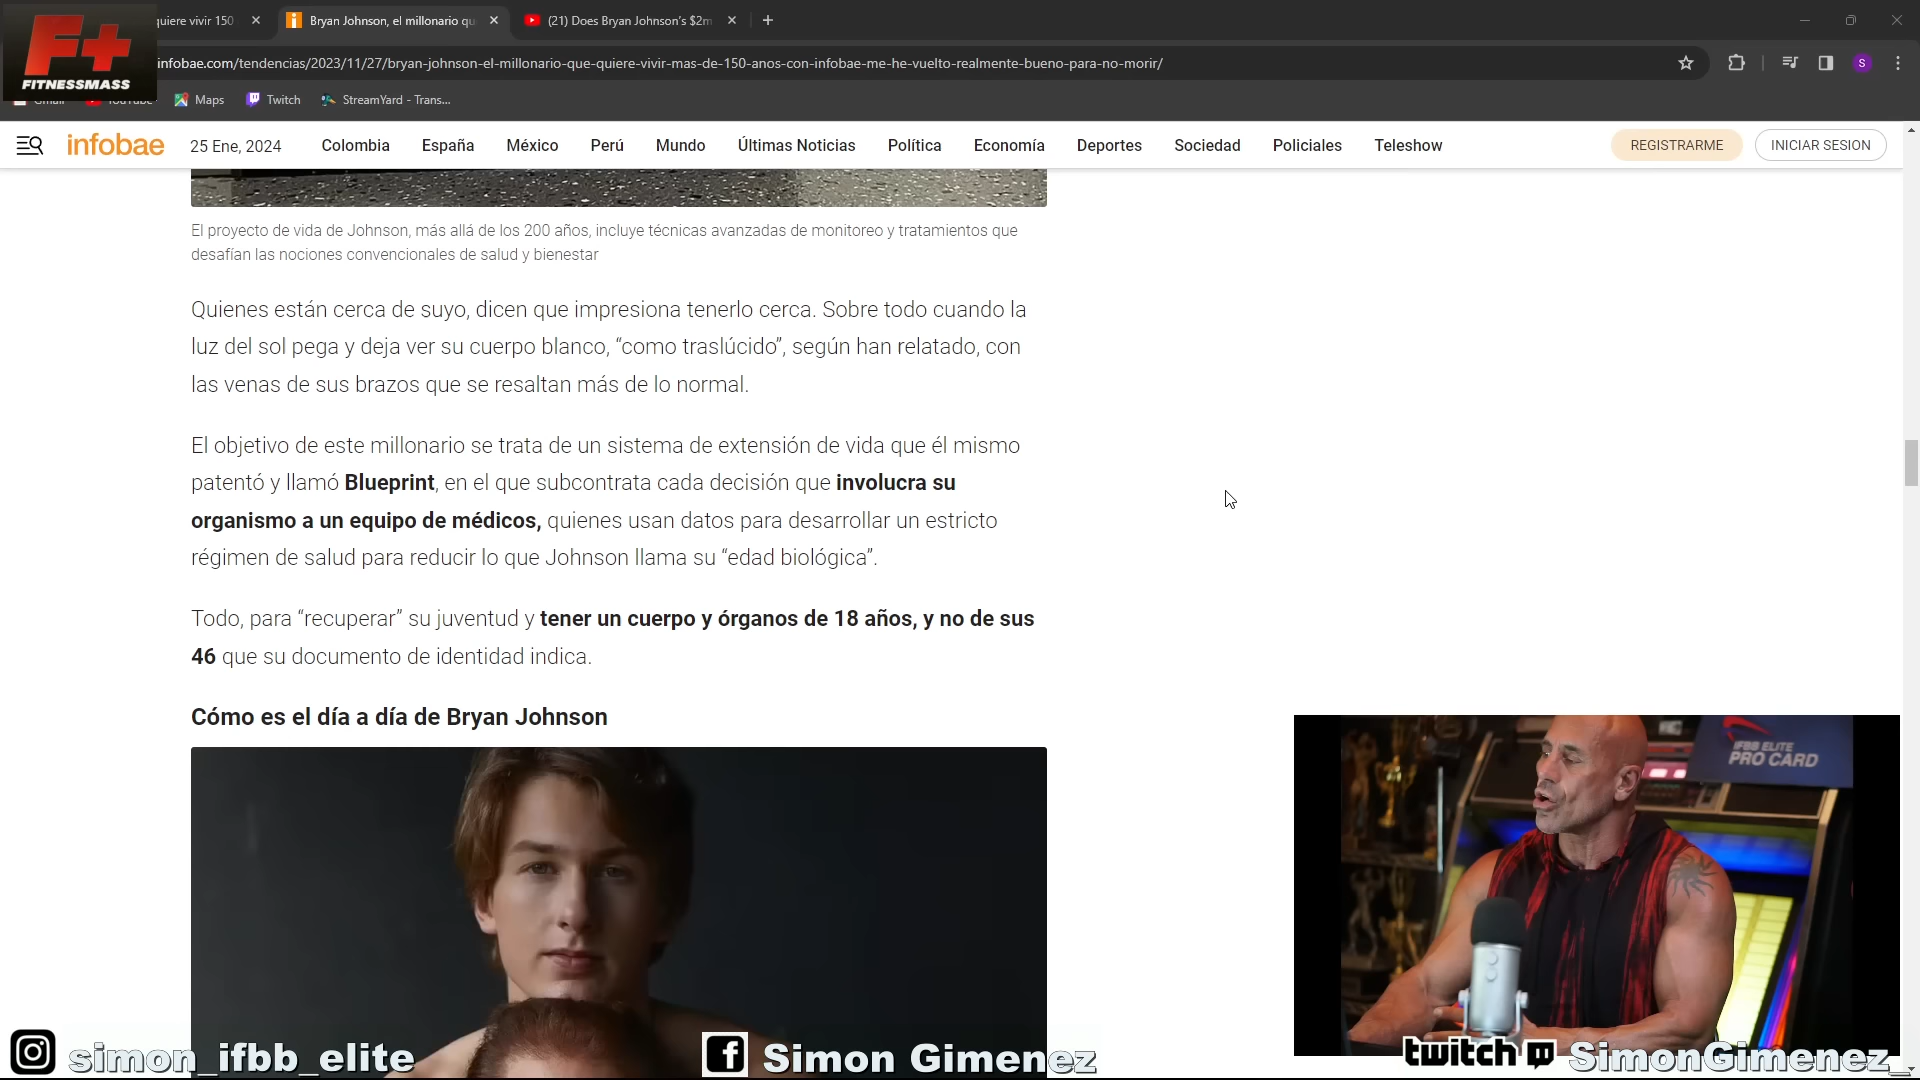 quiere vivir 150
Bryan Johnson, el millonario qu
(21) Does Bryan Johnson's $2m
F+
FITNESSMASS
infobae.com/tendencias/2023/11/27/bryan-johnson-el-millonario-que-quiere-vivir-mas-de-150-anos-con-infobae-me-he-vuelto-realmente-bueno-para-no-morir/
S
Gmail
YouTube
Maps
Twitch
StreamYard - Trans...
infobae
25 Ene, 2024
Colombia
España
México
Perú
Mundo
Últimas Noticias
Política
Economía
Deportes
Sociedad
Policiales
Teleshow
REGISTRARME
INICIAR SESION
El proyecto de vida de Johnson, más allá de los 200 años, incluye técnicas avanzadas de monitoreo y tratamientos que
desafían las nociones convencionales de salud y bienestar
Quienes están cerca de suyo, dicen que impresiona tenerlo cerca. Sobre todo cuando la
luz del sol pega y deja ver su cuerpo blanco, “como traslúcido”, según han relatado, con
las venas de sus brazos que se resaltan más de lo normal.
El objetivo de este millonario se trata de un sistema de extensión de vida que él mismo
patentó y llamó Blueprint, en el que subcontrata cada decisión que involucra su
organismo a un equipo de médicos, quienes usan datos para desarrollar un estricto
régimen de salud para reducir lo que Johnson llama su “edad biológica”.
Todo, para “recuperar” su juventud y tener un cuerpo y órganos de 18 años, y no de sus
46 que su documento de identidad indica.
Cómo es el día a día de Bryan Johnson
IFBB ELITE
PRO CARD
simon_ifbb_elite
Simon Gimenez
twitch
SimonGimenez_